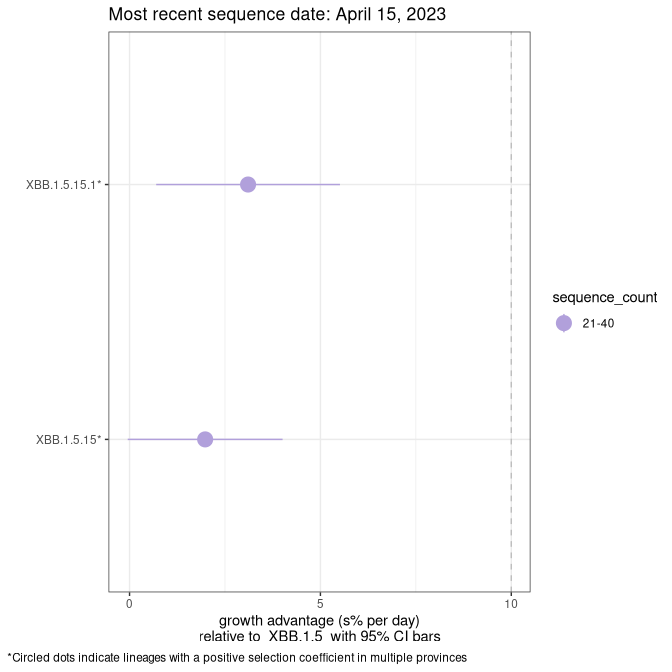 Most recent sequence date: April 15, 2023
XBB.1.5.15.1*
sequence_count
21-40
XBB.1.5.15*
0 5 10
growth advantage (s% per day)
relative to  XBB.1.5  with 95% CI bars
*Circled dots indicate lineages with a positive selection coefficient in multiple provinces